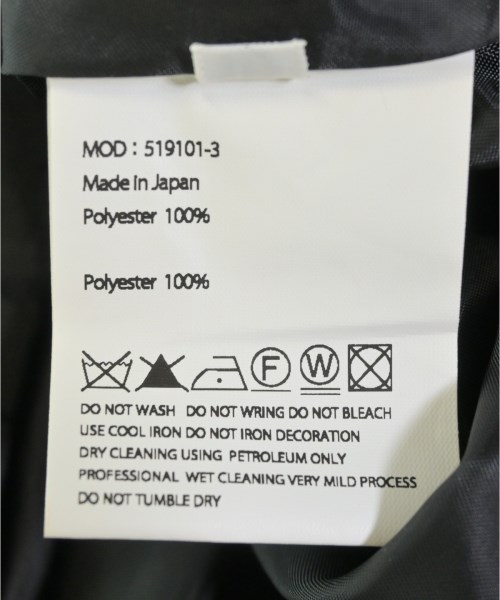 MOD : 519101-3
Made in Japan
Polyester 100%
Polyester 100%
F W
DO NOT WASH DO NOT WRING DO NOT BLEACH
USE COOL IRON DO NOT IRON DECORATION
DRY CLEANING USING PETROLEUM ONLY
PROFESSIONAL WET CLEANING VERY MILD PROCESS
DO NOT TUMBLE DRY